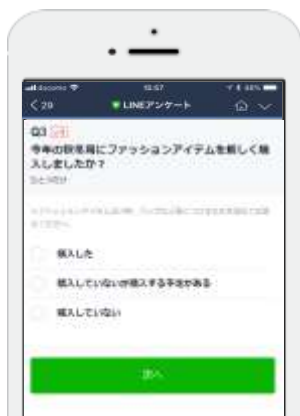 docomo 12:57
29 LINEアンケート
Q3
今年の秋冬用にファッションアイテムを新しく購
入しましたか？
購入した
購入していないが購入する予定がある
購入していない
次へ